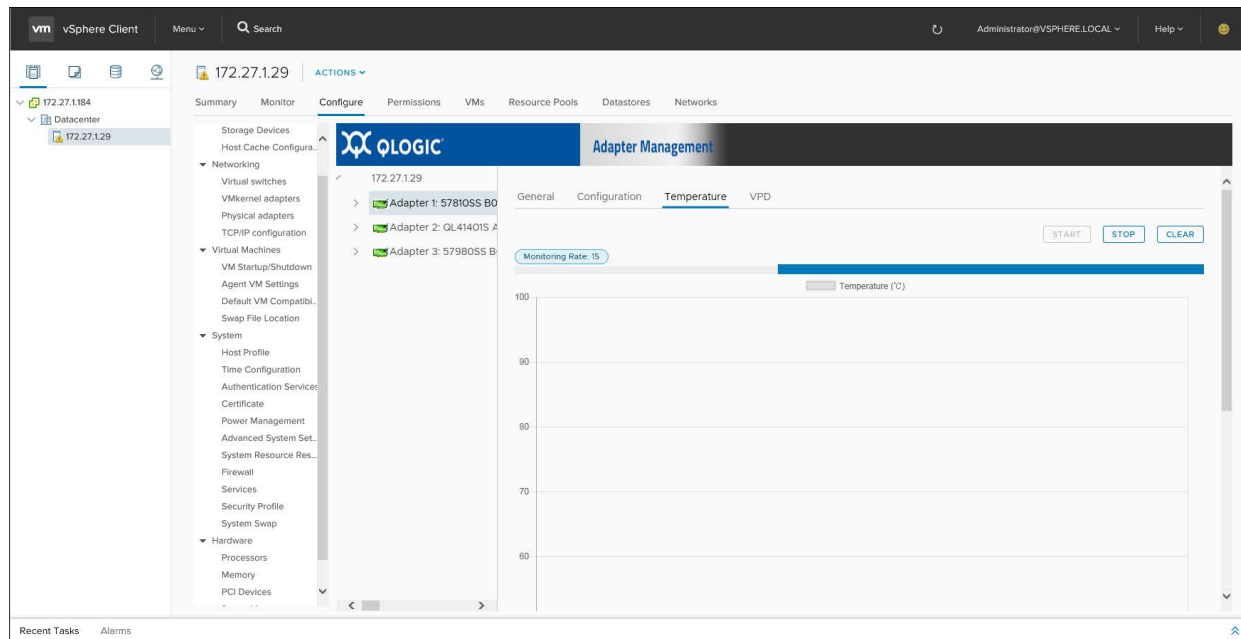 vm vSphere Client Menu Search Administrator@VSPHERE.LOCAL Help
172.27.1.29 ACTIONS
Summary Monitor Configure Permissions VMs Resource Pools Datastores Networks
172.27.1.184
Datacenter
172.27.1.29
Storage Devices
Host Cache Configura..
Networking
Virtual switches
VMkernel adapters
Physical adapters
TCP/IP configuration
Virtual Machines
VM Startup/Shutdown
Agent VM Settings
Default VM Compatibi..
Swap File Location
System
Host Profile
Time Configuration
Authentication Services
Certificate
Power Management
Advanced System Set..
System Resource Res..
Firewall
Services
Security Profile
System Swap
Hardware
Processors
Memory
PCI Devices
QLOGIC Adapter Management
172.27.1.29
Adapter 1: 57810SS B0
Adapter 2: QL41401S A
Adapter 3: 57980SS B
General Configuration Temperature VPD
START STOP CLEAR
Monitoring Rate: 15
Temperature (°C)
100
90
80
70
60
Recent Tasks Alarms